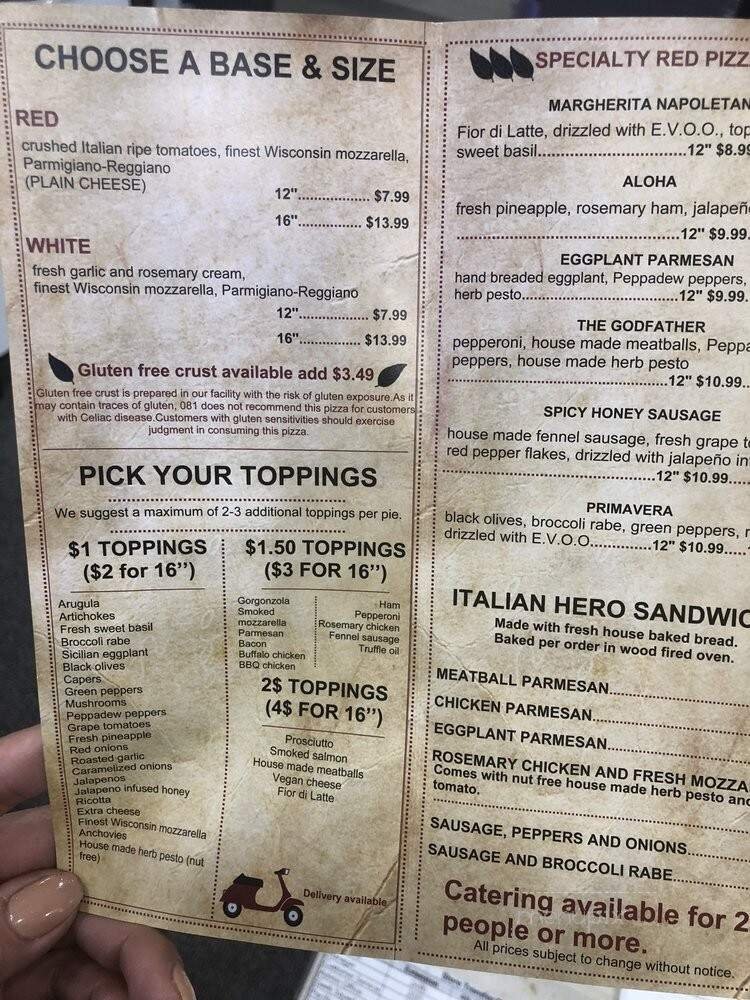 CHOOSE A BASE & SIZE
RED
crushed Italian ripe tomatoes, finest Wisconsin mozzarella,
Parmigiano-Reggiano
(PLAIN CHEESE)
12".................. $7.99
16".................. $13.99
WHITE
fresh garlic and rosemary cream,
finest Wisconsin mozzarella, Parmigiano-Reggiano
12".................. $7.99
16"................ $13.99
Gluten free crust available add $3.49
Gluten free crust is prepared in our facility with the risk of gluten exposure.As it
may contain traces of gluten, 081 does not recommend this pizza for customers
with Celiac disease.Customers with gluten sensitivities should exercise
judgment in consuming this pizza.
PICK YOUR TOPPINGS
We suggest a maximum of 2-3 additional toppings per pie.
$1 TOPPINGS
($2 for 16”)
Arugula
Artichokes
Fresh sweet basil
Broccoli rabe
Sicilian eggplant
Black olives
Capers
Green peppers
Mushrooms
Peppadew peppers
Grape tomatoes
Fresh pineapple
Red onions
Roasted garlic
Caramelized onions
Jalapenos
Jalapeno infused honey
Ricotta
Extra cheese
Finest Wisconsin mozzarella
Anchovies
House made herb pesto (nut
free)
$1.50 TOPPINGS
($3 FOR 16”)
Gorgonzola
Smoked
mozzarella
Parmesan
Bacon
Buffalo chicken
BBQ chicken
Ham
Pepperoni
Rosemary chicken
Fennel sausage
Truffle oil
2$ TOPPINGS
(4$ FOR 16”)
Prosciutto
Smoked salmon
House made meatballs
Vegan cheese
Fior di Latte
Delivery available
SPECIALTY RED PIZZ
MARGHERITA NAPOLETAN
Fior di Latte, drizzled with E.V.O.O., top
sweet basil..........................12" $8.99
ALOHA
fresh pineapple, rosemary ham, jalapeñ
.......................................12" $9.99.
EGGPLANT PARMESAN
hand breaded eggplant, Peppadew peppers,
herb pesto...........................12" $9.99.
THE GODFATHER
pepperoni, house made meatballs, Peppa
peppers, house made herb pesto
.......................................12" $10.99..
SPICY HONEY SAUSAGE
house made fennel sausage, fresh grape t
red pepper flakes, drizzled with jalapeño in
.......................................12" $10.99.....
PRIMAVERA
black olives, broccoli rabe, green peppers, r
drizzled with E.V.O.O............12" $10.99.....
ITALIAN HERO SANDWIC
Made with fresh house baked bread.
Baked per order in wood fired oven.
MEATBALL PARMESAN......................
CHICKEN PARMESAN........................
EGGPLANT PARMESAN......................
ROSEMARY CHICKEN AND FRESH MOZZA
Comes with nut free house made herb pesto and
tomato.
SAUSAGE, PEPPERS AND ONIONS...........
SAUSAGE AND BROCCOLI RABE.............
Catering available for 2
people or more.
All prices subject to change without notice.